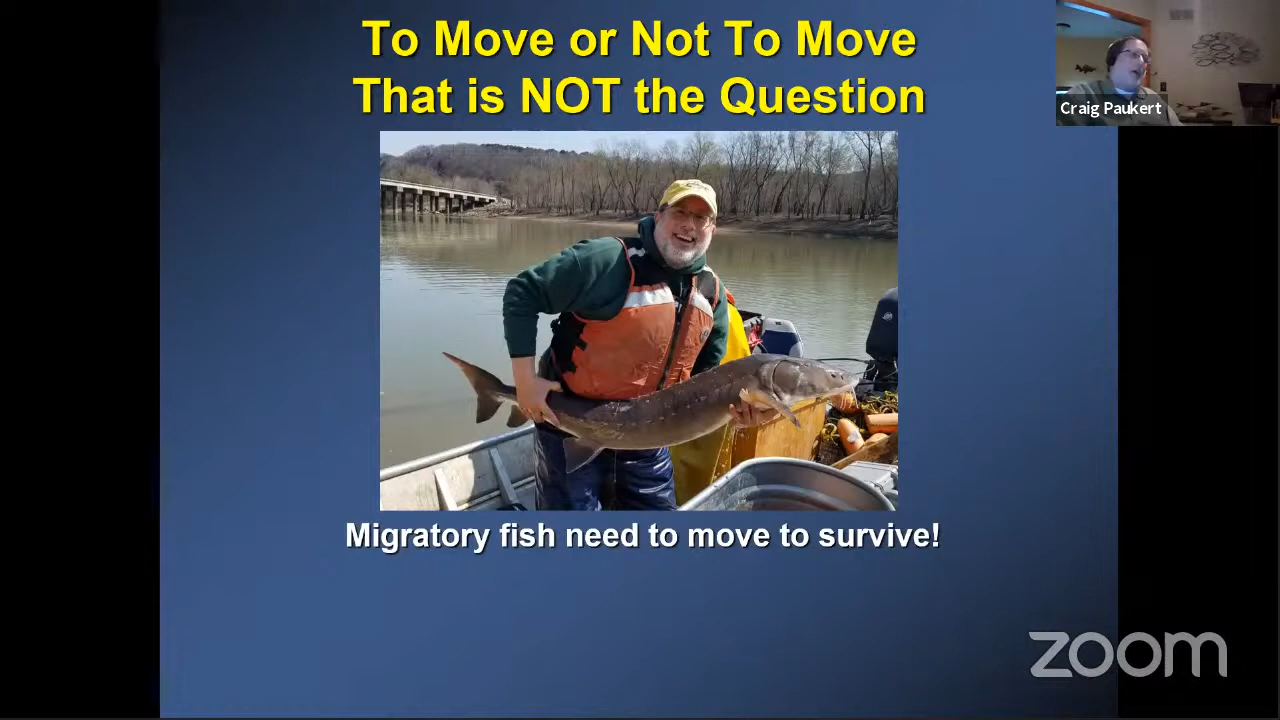 To Move or Not To Move
That is NOT the Question
Craig Paukert
Migratory fish need to move to survive!
zoom